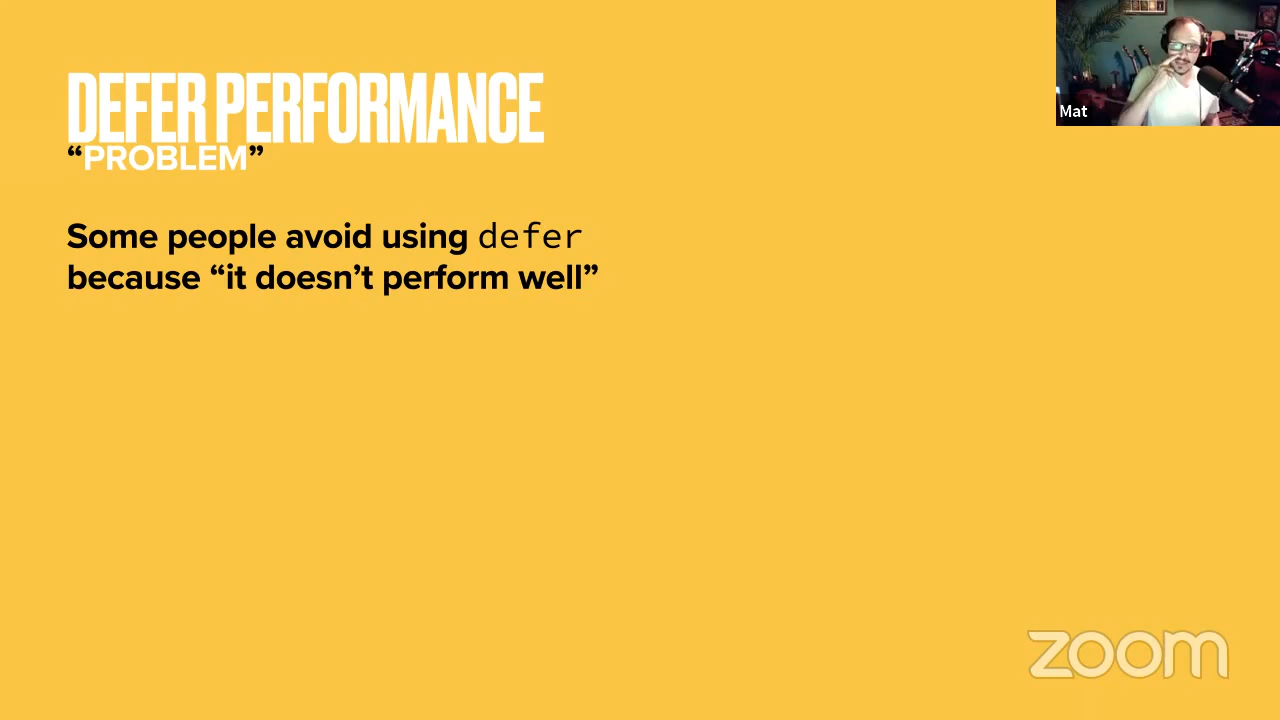 DEFER PERFORMANCE
“PROBLEM”
Some people avoid using defer
because “it doesn’t perform well”
Mat
zoom